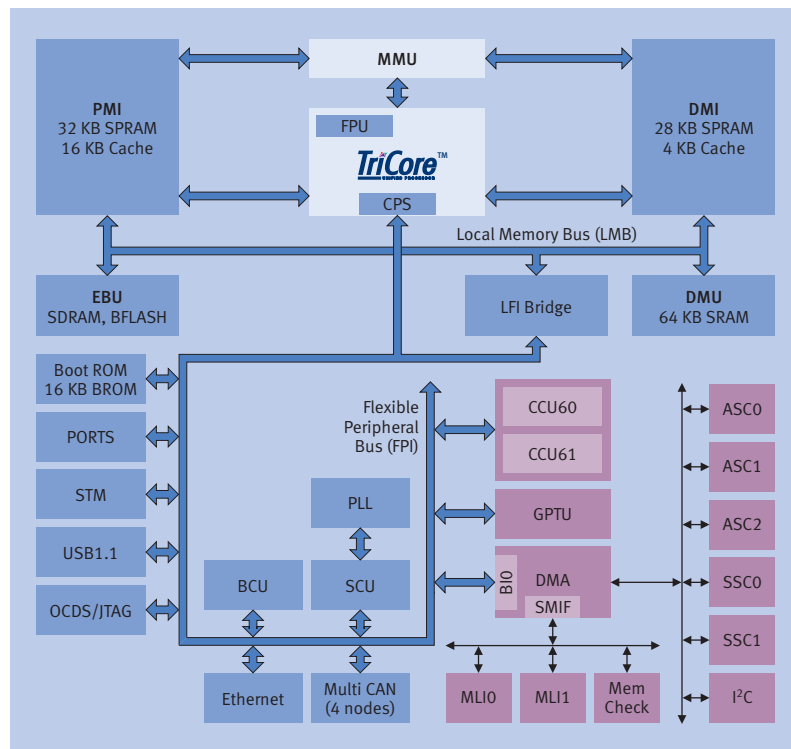 MMU
PMI
32 KB SPRAM
16 KB Cache
FPU
TriCore™
CPS
DMI
28 KB SPRAM
4 KB Cache
Local Memory Bus (LMB)
EBU
SDRAM, BFLASH
LFI Bridge
DMU
64 KB SRAM
Boot ROM
16 KB BROM
PORTS
STM
USB1.1
OCDS/JTAG
Flexible
Peripheral
Bus (FPI)
PLL
BCU
SCU
Ethernet
Multi CAN
(4 nodes)
CCU60
CCU61
GPTU
BI0
DMA
SMIF
MLI0
MLI1
Mem
Check
ASC0
ASC1
ASC2
SSC0
SSC1
I²C